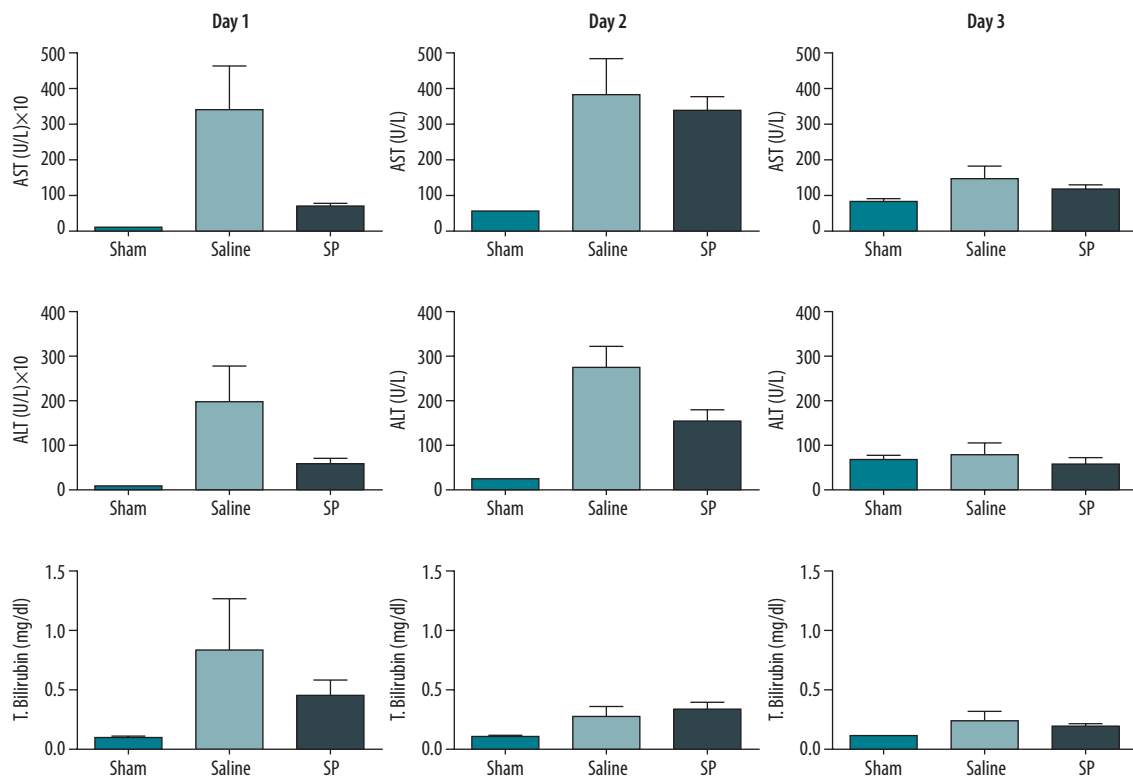 Day 1
Day 2
Day 3
500
400
300
200
100
0
AST (U/L)×10
Sham Saline SP
500
400
300
200
100
0
AST (U/L)
Sham Saline SP
500
400
300
200
100
0
AST (U/L)
Sham Saline SP
400
300
200
100
0
ALT (U/L)×10
Sham Saline SP
400
300
200
100
0
ALT (U/L)
Sham Saline SP
400
300
200
100
0
ALT (U/L)
Sham Saline SP
1.5
1.0
0.5
0.0
T. Bilirubin (mg/dl)
Sham Saline SP
1.5
1.0
0.5
0.0
T. Bilirubin (mg/dl)
Sham Saline SP
1.5
1.0
0.5
0.0
T. Bilirubin (mg/dl)
Sham Saline SP